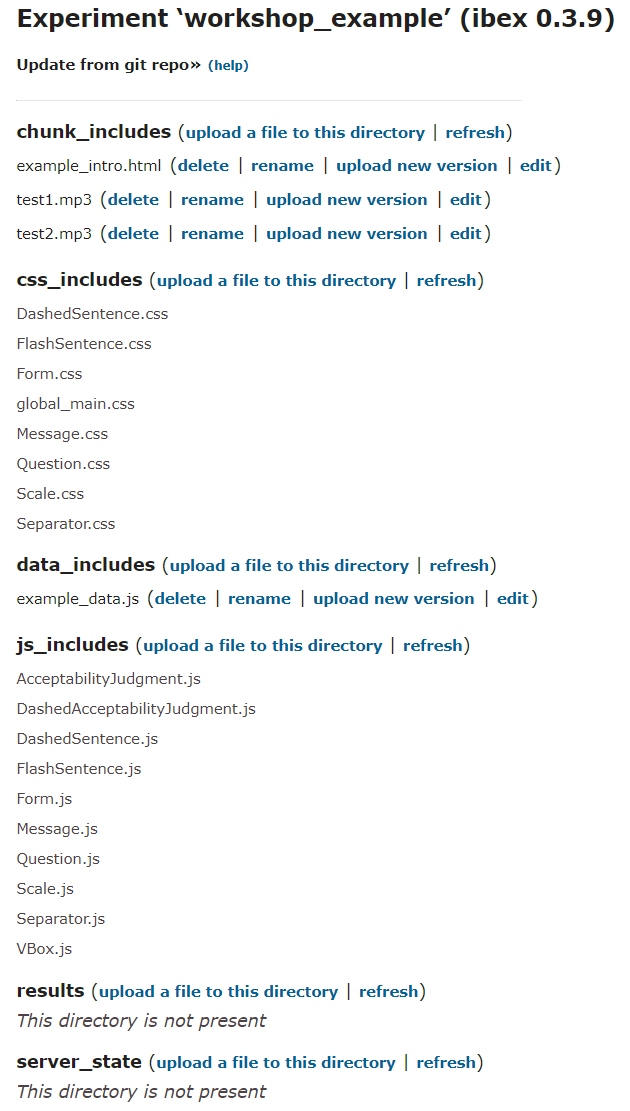 Experiment ‘workshop_example’ (ibex 0.3.9)
Update from git repo» (help)
chunk_includes (upload a file to this directory | refresh)
example_intro.html (delete | rename | upload new version | edit)
test1.mp3 (delete | rename | upload new version | edit)
test2.mp3 (delete | rename | upload new version | edit)
css_includes (upload a file to this directory | refresh)
DashedSentence.css
FlashSentence.css
Form.css
global_main.css
Message.css
Question.css
Scale.css
Separator.css
data_includes (upload a file to this directory | refresh)
example_data.js (delete | rename | upload new version | edit)
js_includes (upload a file to this directory | refresh)
AcceptabilityJudgment.js
DashedAcceptabilityJudgment.js
DashedSentence.js
FlashSentence.js
Form.js
Message.js
Question.js
Scale.js
Separator.js
VBox.js
results (upload a file to this directory | refresh)
This directory is not present
server_state (upload a file to this directory | refresh)
This directory is not present